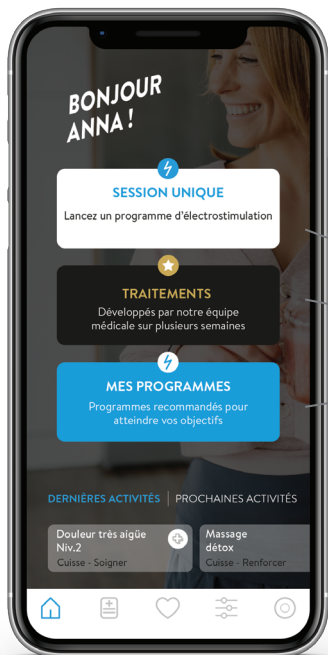 BONJOUR
ANNA !
SESSION UNIQUE
Lancez un programme d'électrostimulation
TRAITEMENTS
Développés par notre équipe
médicale sur plusieurs semaines
MES PROGRAMMES
Programmes recommandés pour
atteindre vos objectifs
DERNIÈRES ACTIVITÉS | PROCHAINES ACTIVITÉS
Douleur très aigüe
Niv.2
Cuisse - Soigner
Massage
détox
Cuisse - Renforcer